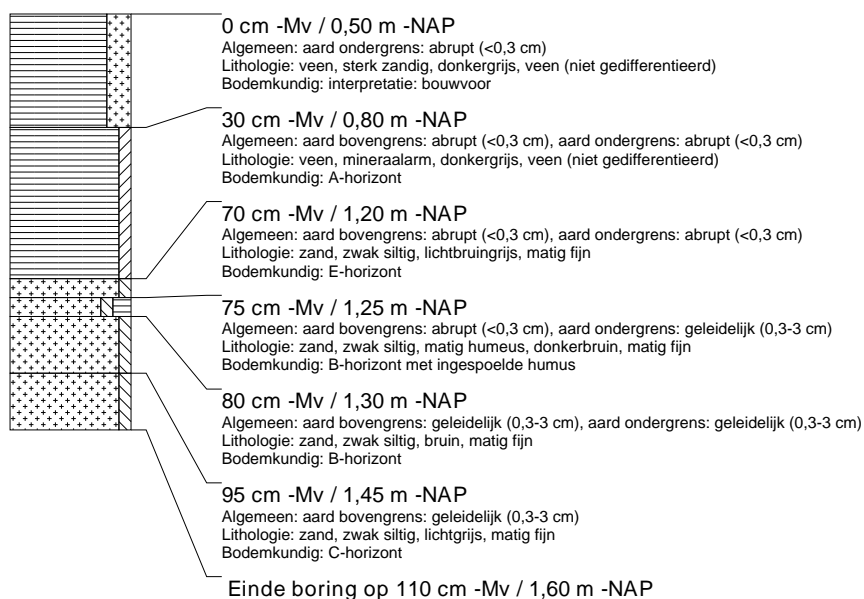 0 cm -Mv / 0,50 m -NAP
Algemeen: aard ondergrens: abrupt (<0,3 cm)
Lithologie: veen, sterk zandig, donkergrijs, veen (niet gedifferentieerd)
Bodemkundig: interpretatie: bouwvoor
30 cm -Mv / 0,80 m -NAP
Algemeen: aard bovengrens: abrupt (<0,3 cm), aard ondergrens: abrupt (<0,3 cm)
Lithologie: veen, mineraalarm, donkergrijs, veen (niet gedifferentieerd)
Bodemkundig: A-horizont
70 cm -Mv / 1,20 m -NAP
Algemeen: aard bovengrens: abrupt (<0,3 cm), aard ondergrens: abrupt (<0,3 cm)
Lithologie: zand, zwak siltig, lichtbruingrijs, matig fijn
Bodemkundig: E-horizont
75 cm -Mv / 1,25 m -NAP
Algemeen: aard bovengrens: abrupt (<0,3 cm), aard ondergrens: geleidelijk (0,3-3 cm)
Lithologie: zand, zwak siltig, matig humeus, donkerbruin, matig fijn
Bodemkundig: B-horizont met ingespoelde humus
80 cm -Mv / 1,30 m -NAP
Algemeen: aard bovengrens: geleidelijk (0,3-3 cm), aard ondergrens: geleidelijk (0,3-3 cm)
Lithologie: zand, zwak siltig, bruin, matig fijn
Bodemkundig: B-horizont
95 cm -Mv / 1,45 m -NAP
Algemeen: aard bovengrens: geleidelijk (0,3-3 cm)
Lithologie: zand, zwak siltig, lichtgrijs, matig fijn
Bodemkundig: C-horizont
Einde boring op 110 cm -Mv / 1,60 m -NAP